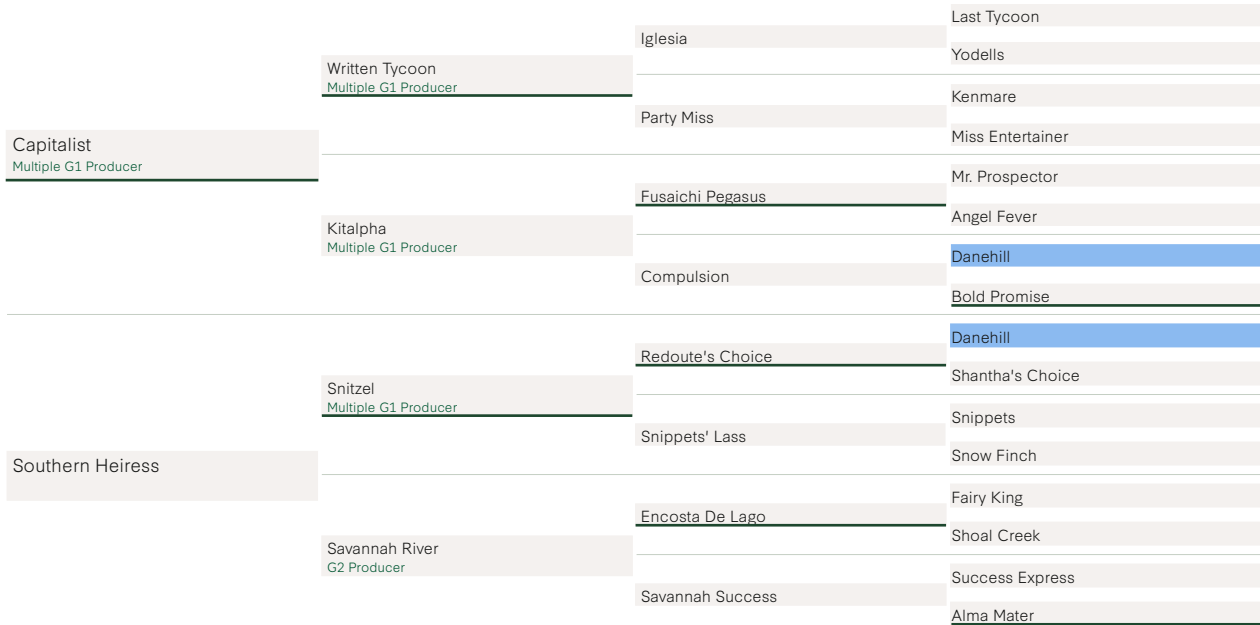 Capitalist
Multiple G1 Producer
Southern Heiress
Written Tycoon
Multiple G1 Producer
Kitalpha
Multiple G1 Producer
Snitzel
Multiple G1 Producer
Savannah River
G2 Producer
Iglesia
Party Miss
Fusaichi Pegasus
Compulsion
Redoute's Choice
Snippets' Lass
Encosta De Lago
Savannah Success
Last Tycoon
Yodells
Kenmare
Miss Entertainer
Mr. Prospector
Angel Fever
Danehill
Bold Promise
Danehill
Shantha's Choice
Snippets
Snow Finch
Fairy King
Shoal Creek
Success Express
Alma Mater